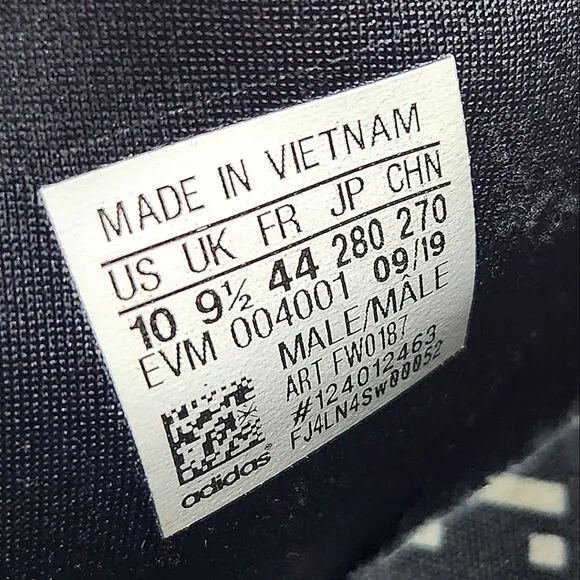 MADE IN VIETNAM
US UK FR JP CHN
10 9½ 44 280 270
EVM 004001 09/19
MALE/MALE
ART FW0187
#124012463
FJ4LN4SW00052
adidas